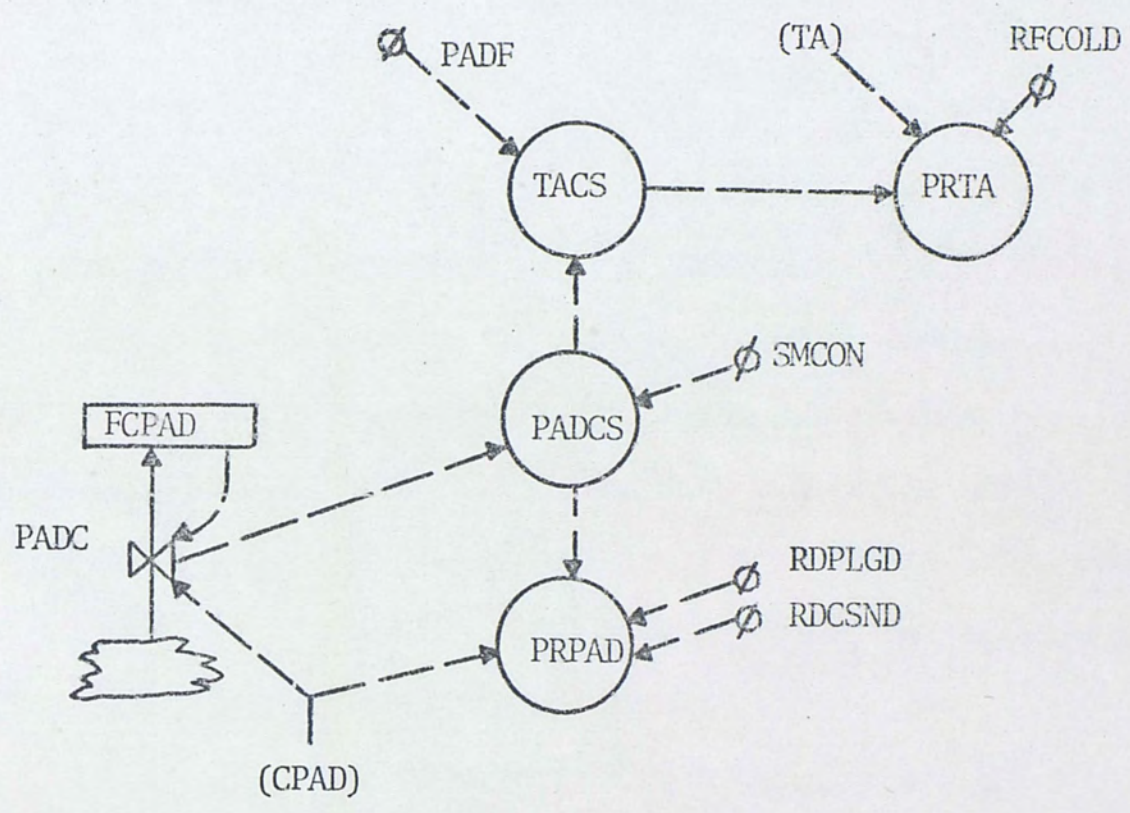 PADF
(TA)
RFCOLD
TACS
PRTA
SMCON
FCPAD
PADCS
PADC
RDPLGD
RDCSND
PRPAD
(CPAD)